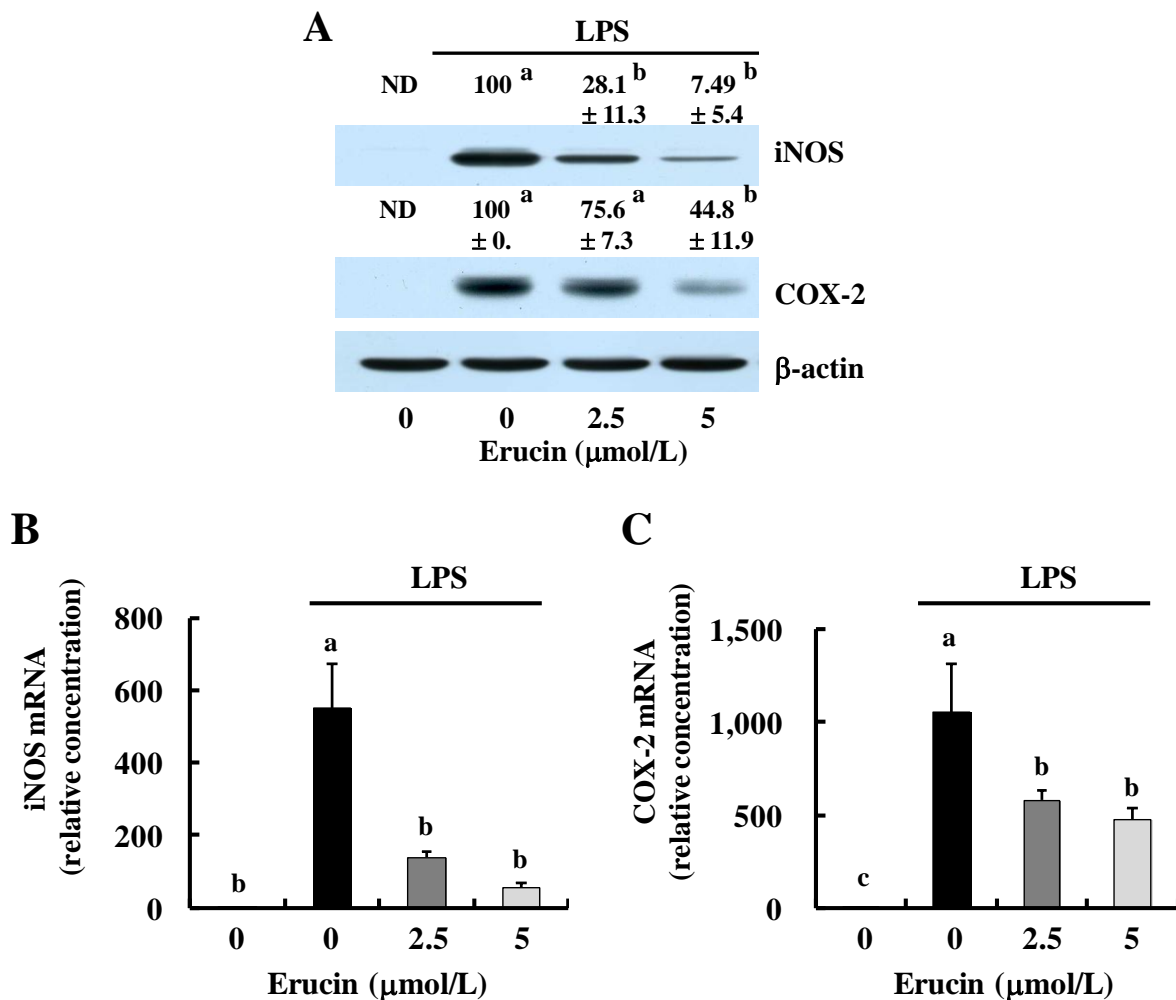 A
LPS
ND 100 a 28.1 b 7.49 b
± 11.3 ± 5.4
iNOS
ND 100 a 75.6 a 44.8 b
± 0. ± 7.3 ± 11.9
COX-2
β-actin
0 0 2.5 5
Erucin (μmol/L)
B
LPS
iNOS mRNA
(relative concentration)
800
600
400
200
0
b a b b
0 0 2.5 5
Erucin (μmol/L)
C
LPS
COX-2 mRNA
(relative concentration)
1,500
1,000
500
0
c a b b
0 0 2.5 5
Erucin (μmol/L)